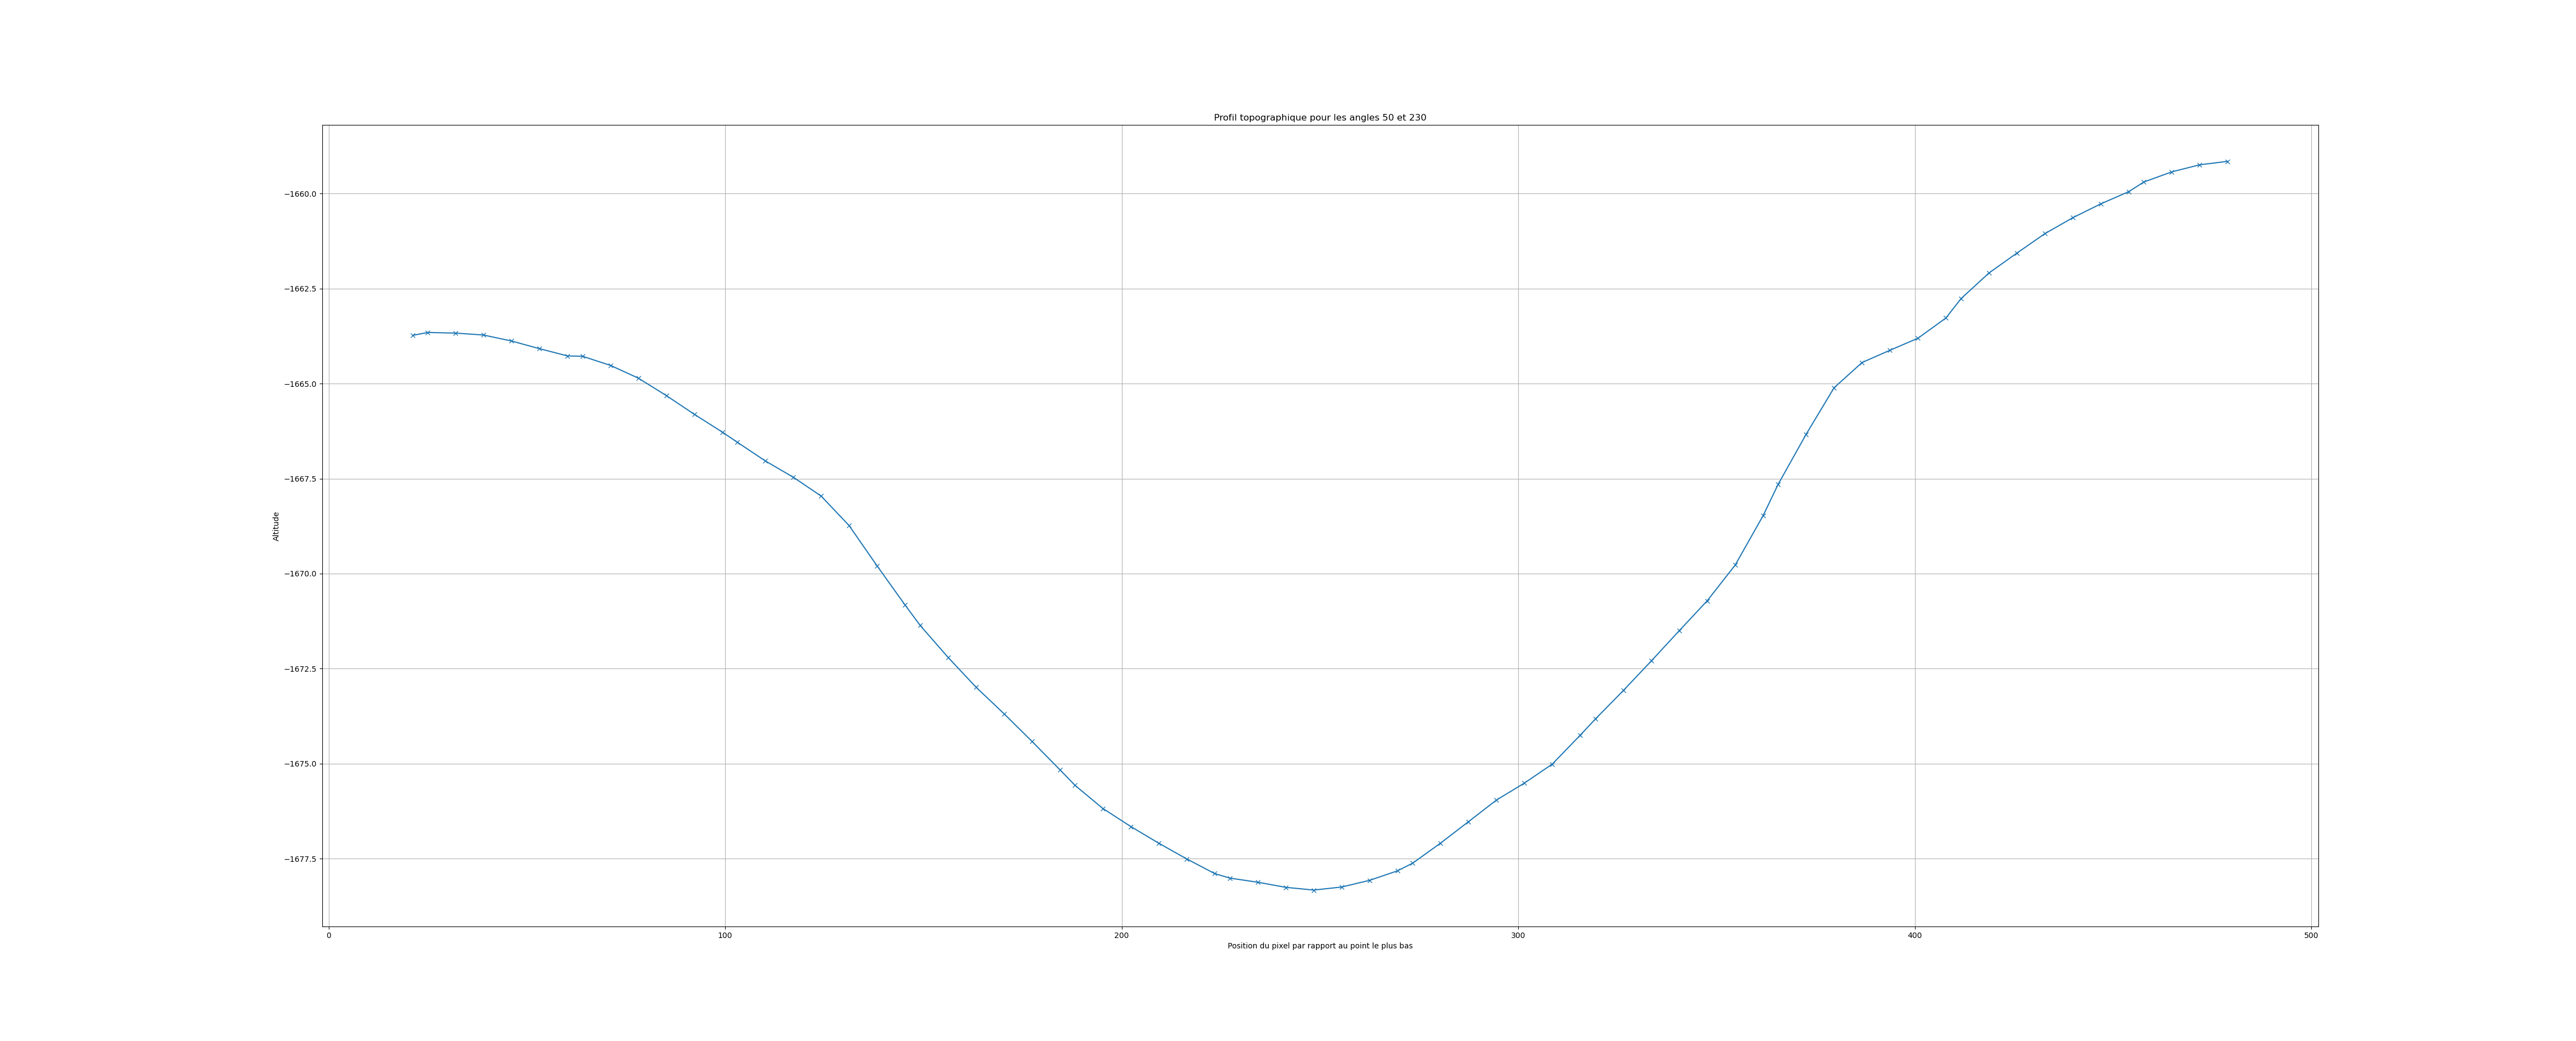 Profil topographique pour les angles 50 et 230
Altitude
−1660.0
−1662.5
−1665.0
−1667.5
−1670.0
−1672.5
−1675.0
−1677.5
0 100 200 300 400 500
Position du pixel par rapport au point le plus bas